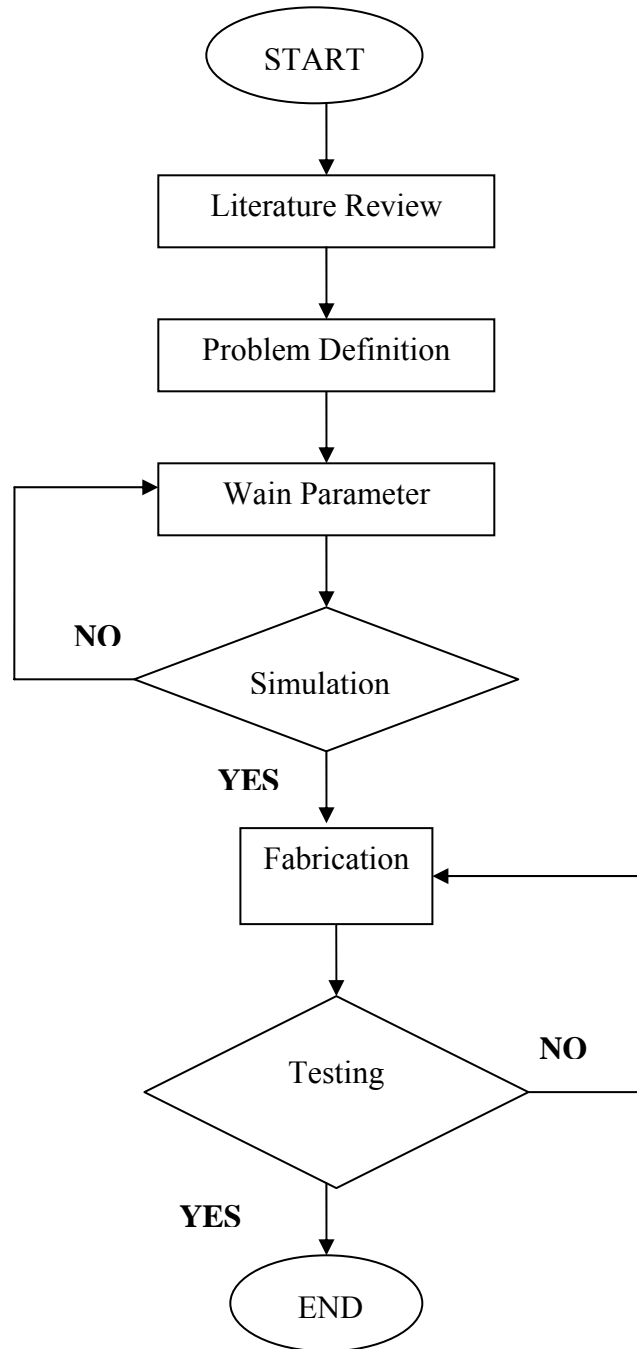 START
Literature Review
Problem Definition
Wain Parameter
NO
Simulation
YES
Fabrication
NO
Testing
YES
END